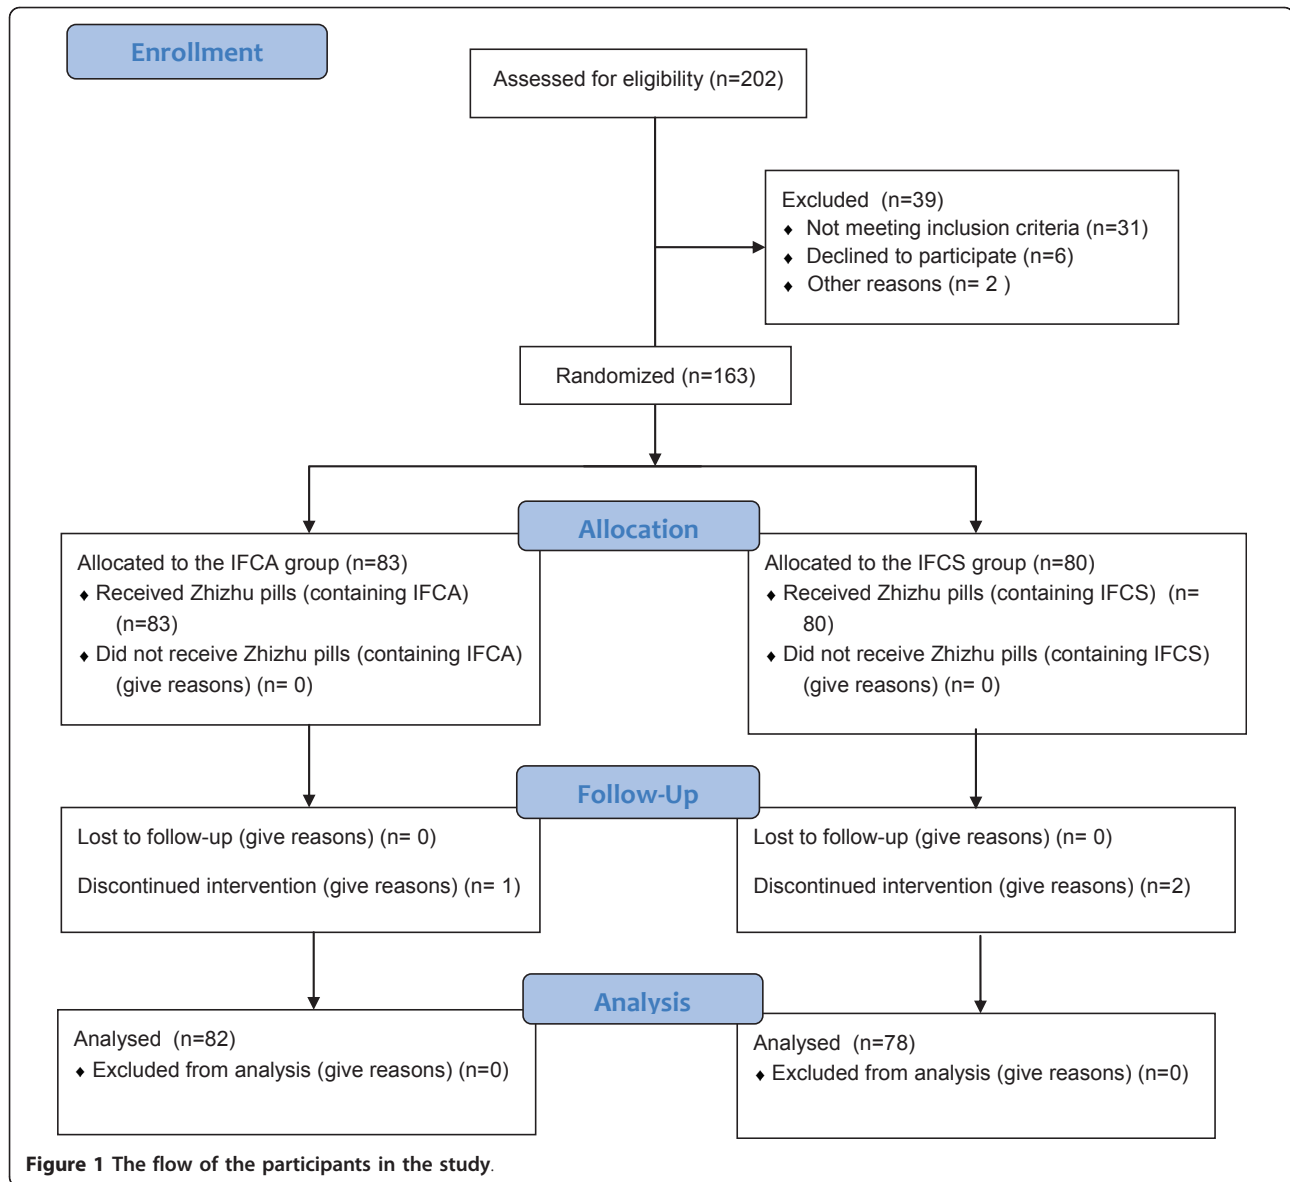 Enrollment
Assessed for eligibility (n=202)
Excluded (n=39)
♦ Not meeting inclusion criteria (n=31)
♦ Declined to participate (n=6)
♦ Other reasons (n= 2 )
Randomized (n=163)
Allocation
Allocated to the IFCA group (n=83)
♦ Received Zhizhu pills (containing IFCA)
(n=83)
♦ Did not receive Zhizhu pills (containing IFCA)
(give reasons) (n= 0)
Allocated to the IFCS group (n=80)
♦ Received Zhizhu pills (containing IFCS) (n=
80)
♦ Did not receive Zhizhu pills (containing IFCS)
(give reasons) (n= 0)
Follow-Up
Lost to follow-up (give reasons) (n= 0)
Discontinued intervention (give reasons) (n= 1)
Lost to follow-up (give reasons) (n= 0)
Discontinued intervention (give reasons) (n=2)
Analysis
Analysed (n=82)
♦ Excluded from analysis (give reasons) (n=0)
Analysed (n=78)
♦ Excluded from analysis (give reasons) (n=0)
Figure 1 The flow of the participants in the study.